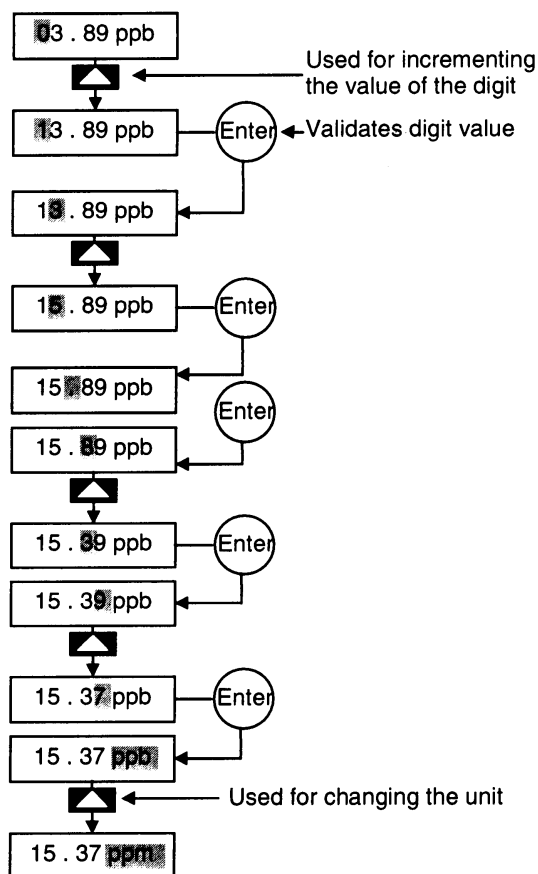 03 . 89 ppb
Used for incrementing
the value of the digit
13 . 89 ppb
Enter
Validates digit value
13 . 89 ppb
15 . 89 ppb
Enter
15 . 89 ppb
Enter
15 . 89 ppb
15 . 39 ppb
Enter
15 . 39 ppb
15 . 37 ppb
Enter
15 . 37 ppb
Used for changing the unit
15 . 37 ppm